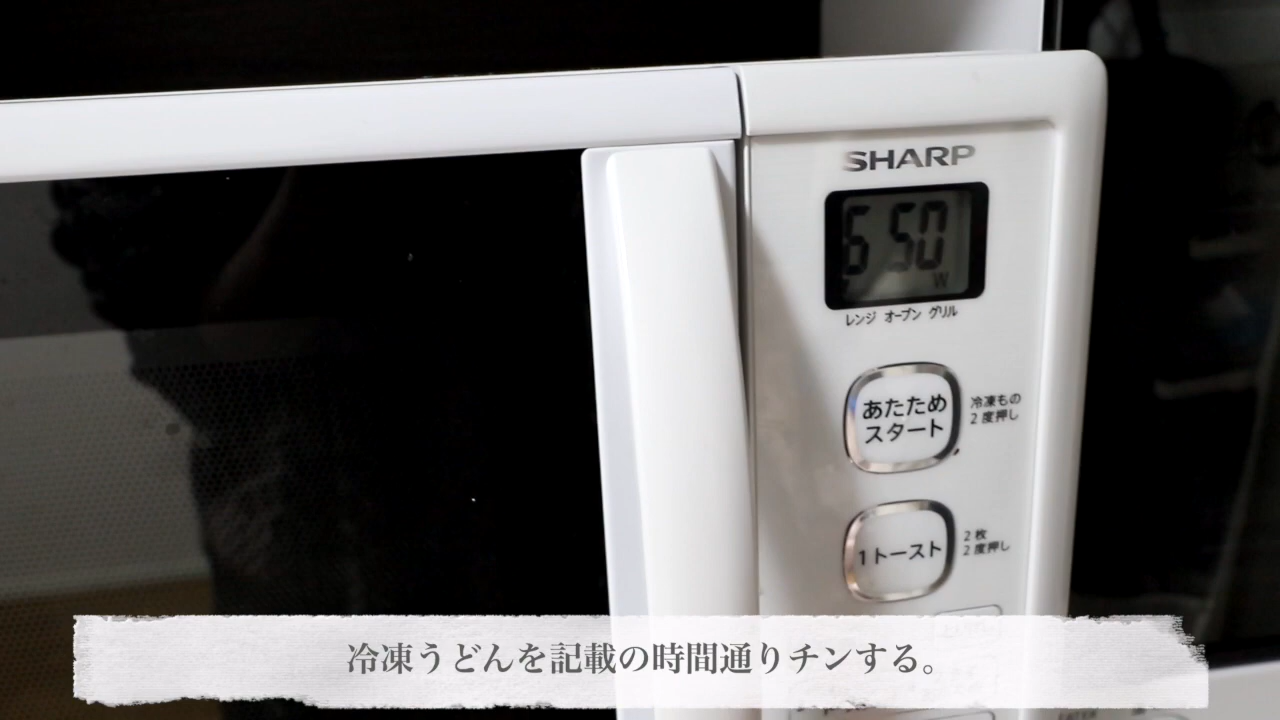 SHARP
6 50
W
レンジ オーブン グリル
あたため
スタート
冷凍もの
2度押し
1トースト
2枚
2度押し
冷凍うどんを記載の時間通りチンする。